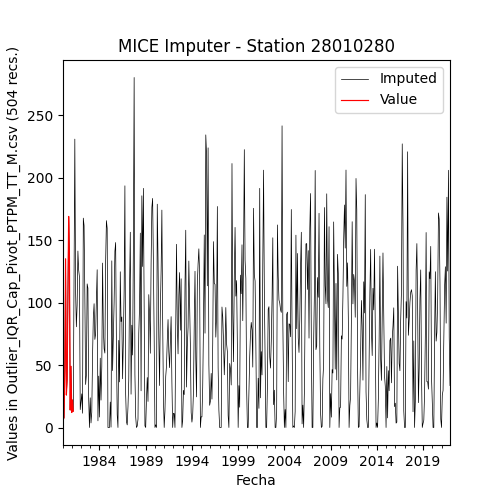 MICE Imputer - Station 28010280
Imputed
Value
Values in Outlier_IQR_Cap_Pivot_PTPM_TT_M.csv (504 recs.)
250
200
150
100
50
0
1984 1989 1994 1999 2004 2009 2014 2019
Fecha